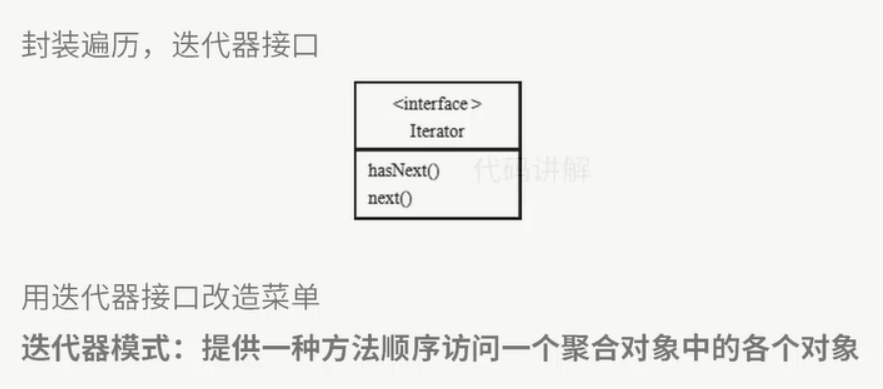 封装遍历，迭代器接口
<interface >
Iterator
hasNext()
代码讲解
next()
用迭代器接口改造菜单
迭代器模式：提供一种方法顺序访问一个聚合对象中的各个对象